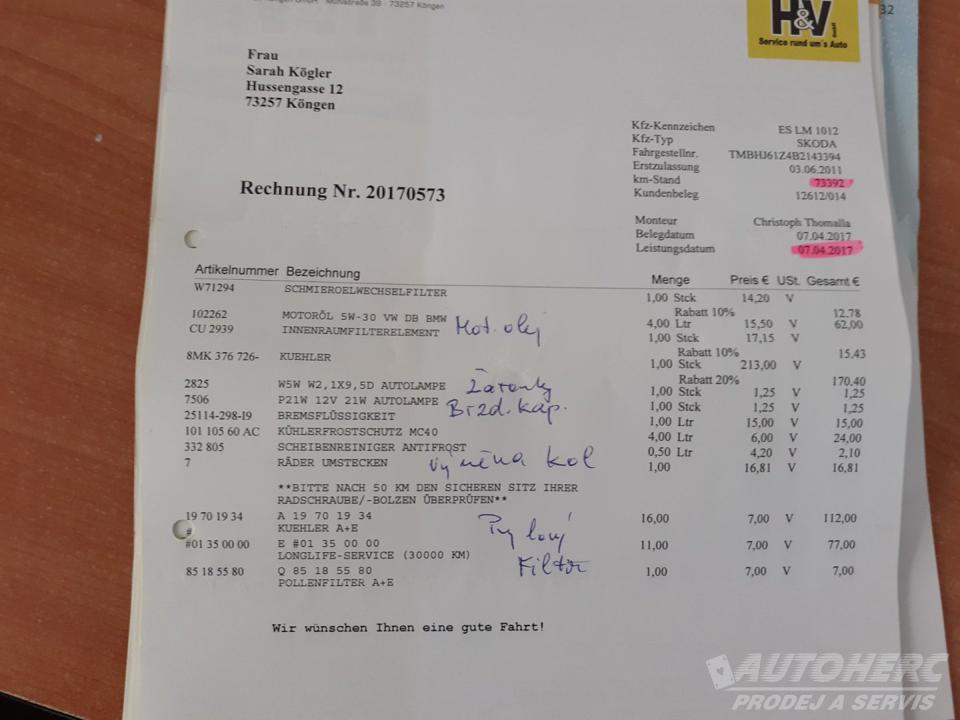 GmbH · Mühlstraße 38 · 73257 Köngen
H&V GmbH
Service rund um's Auto
32
Frau
Sarah Kögler
Hussengasse 12
73257 Köngen
Kfz-Kennzeichen ES LM 1012
Kfz-Typ SKODA
Fahrgestellnr. TMBHJ61Z4B2143394
Erstzulassung 03.06.2011
km-Stand 73392
Kundenbeleg 12612/014
Rechnung Nr. 20170573
Monteur Christoph Thomalla
Belegdatum 07.04.2017
Leistungsdatum 07.04.2017
Artikelnummer Bezeichnung Menge Preis € USt. Gesamt €
W71294 SCHMIEROELWECHSELFILTER 1,00 Stck 14,20 V
Rabatt 10% 12,78
102262 MOTORÖL 5W-30 VW DB BMW Mot. olej 4,00 Ltr 15,50 V 62,00
CU 2939 INNENRAUMFILTERELEMENT 1,00 Stck 17,15 V
Rabatt 10% 15,43
8MK 376 726- KUEHLER 1,00 Stck 213,00 V
Rabatt 20% 170,40
2825 W5W W2,1X9,5D AUTOLAMPE Žárovky 1,00 Stck 1,25 V 1,25
7506 P21W 12V 21W AUTOLAMPE 1,00 Stck 1,25 V 1,25
25114-298-19 BREMSFLÜSSIGKEIT Brzd. kap. 1,00 Ltr 15,00 V 15,00
101 105 60 AC KÜHLERFROSTSCHUTZ MC40 4,00 Ltr 6,00 V 24,00
332 805 SCHEIBENREINIGER ANTIFROST 0,50 Ltr 4,20 V 2,10
7 RÄDER UMSTECKEN výměna kol 1,00 16,81 V 16,81
**BITTE NACH 50 KM DEN SICHEREN SITZ IHRER
RADSCHRAUBE/-BOLZEN ÜBERPRÜFEN**
19 70 19 34 A 19 70 19 34 16,00 7,00 V 112,00
# KUEHLER A+E Pylový
#01 35 00 00 E #01 35 00 00 11,00 7,00 V 77,00
LONGLIFE-SERVICE (30000 KM) Filtr
85 18 55 80 Q 85 18 55 80 1,00 7,00 V 7,00
POLLENFILTER A+E
Wir wünschen Ihnen eine gute Fahrt!
AUTOHERC
PRODEJ A SERVIS